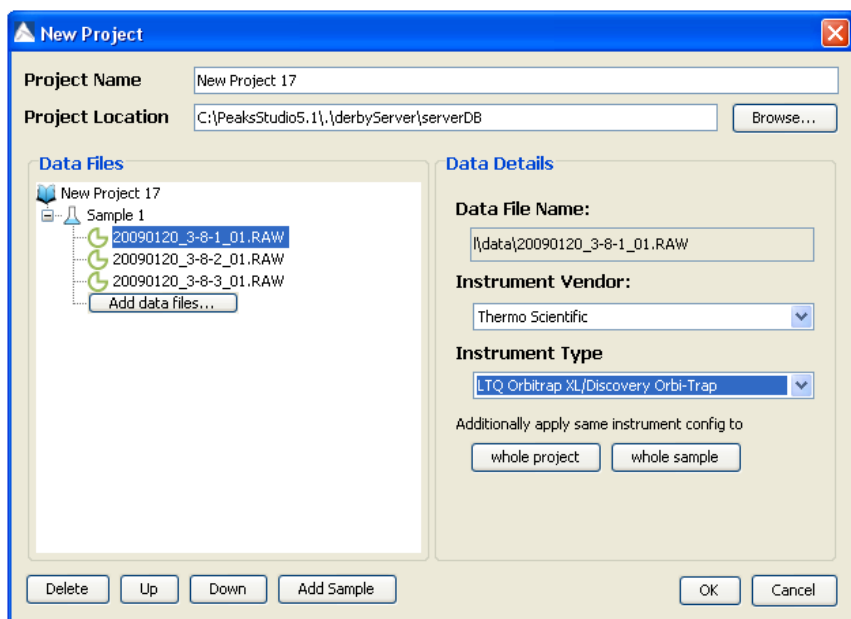 New Project
Project Name New Project 17
Project Location C:\PeaksStudio5.1\.\derbyServer\serverDB Browse...
Data Files
New Project 17
Sample 1
20090120_3-8-1_01.RAW
20090120_3-8-2_01.RAW
20090120_3-8-3_01.RAW
Add data files...
Data Details
Data File Name:
l\data\20090120_3-8-1_01.RAW
Instrument Vendor:
Thermo Scientific
Instrument Type
LTQ Orbitrap XL/Discovery Orbi-Trap
Additionally apply same instrument config to
whole project whole sample
Delete Up Down Add Sample OK Cancel